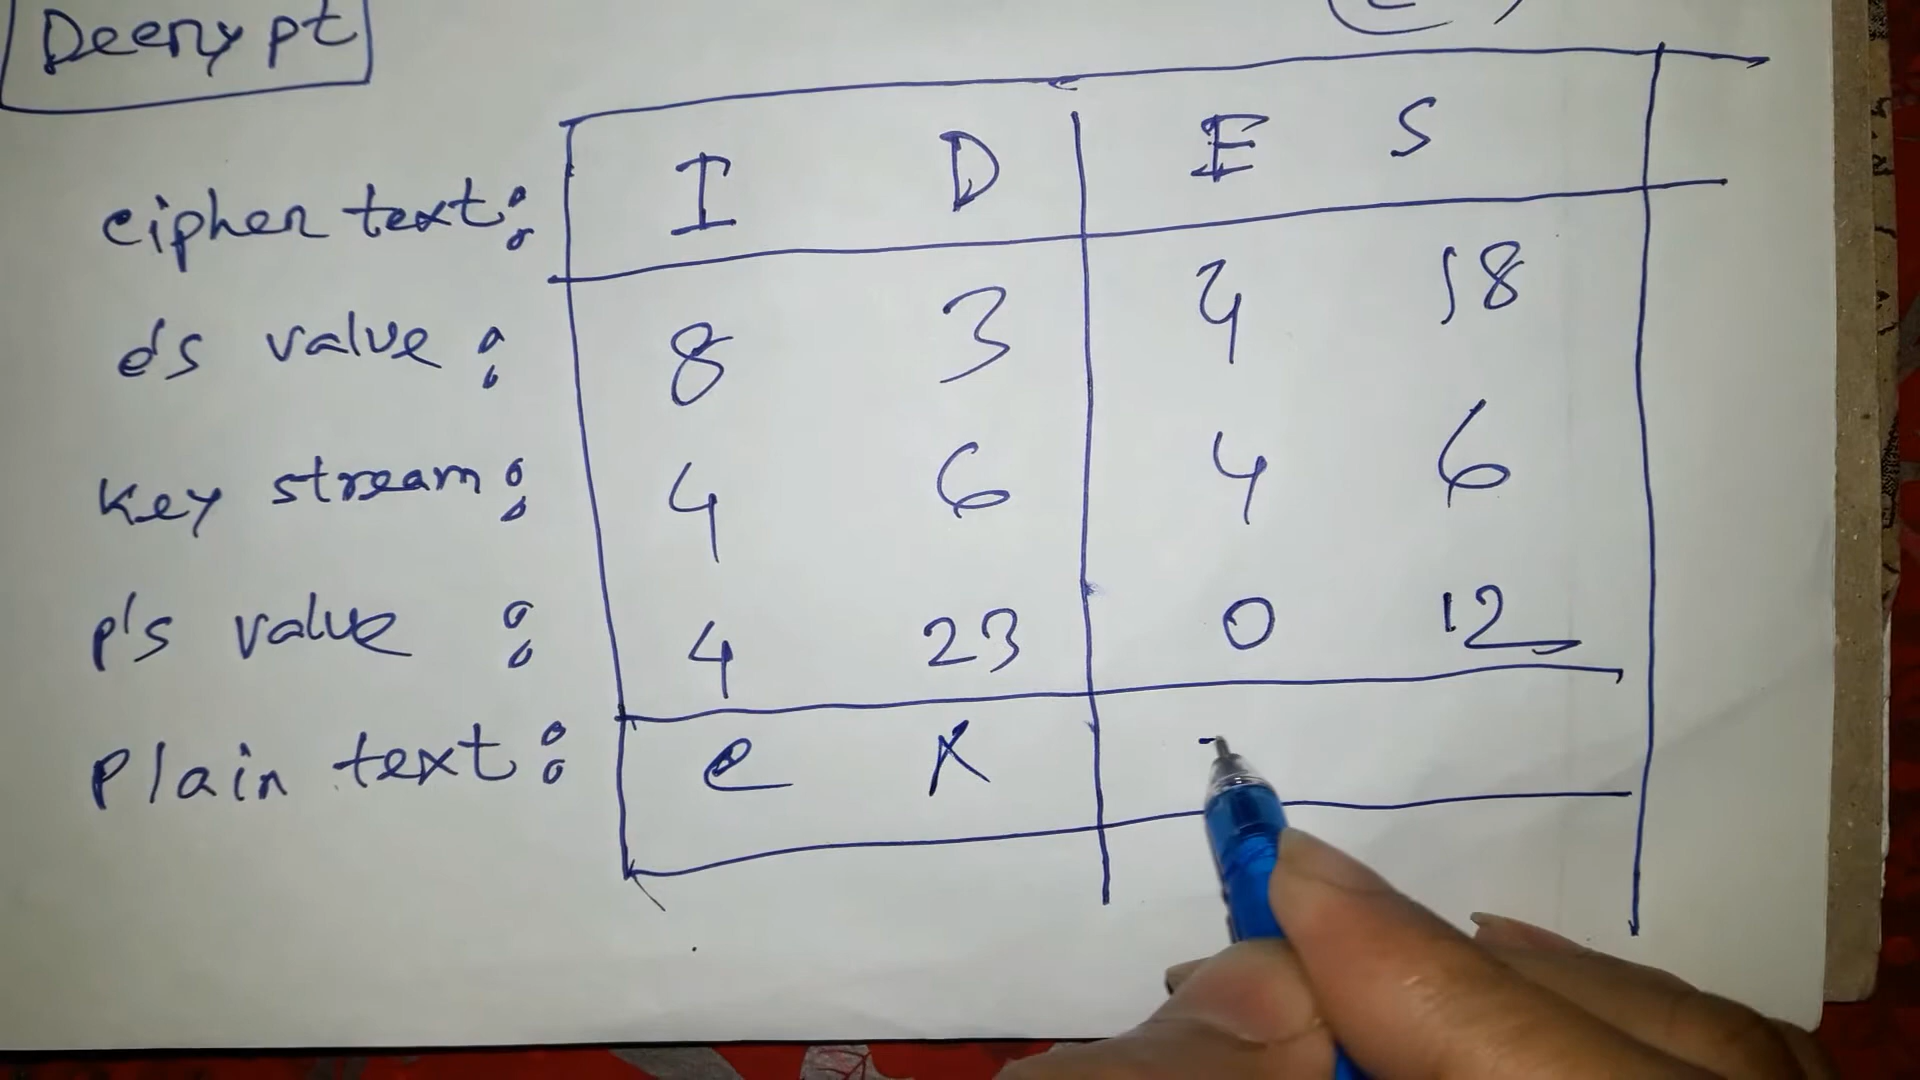 Decrypt
cipher text: I D E S
c's value: 8 3 4 18
key stream: 4 6 4 6
p's value: 4 23 0 12
plain text: e x